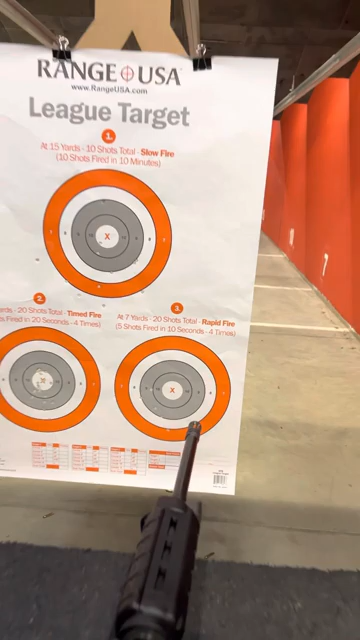 RANGE USA
www.RangeUSA.com
League Target
1.
At 15 Yards - 10 Shots Total - Slow Fire
(10 Shots Fired in 10 Minutes)
X
2.
ards - 20 Shots Total - Timed Fire
s Fired in 20 Seconds - 4 Times)
3.
At 7 Yards - 20 Shots Total - Rapid Fire
(5 Shots Fired in 10 Seconds - 4 Times)
X